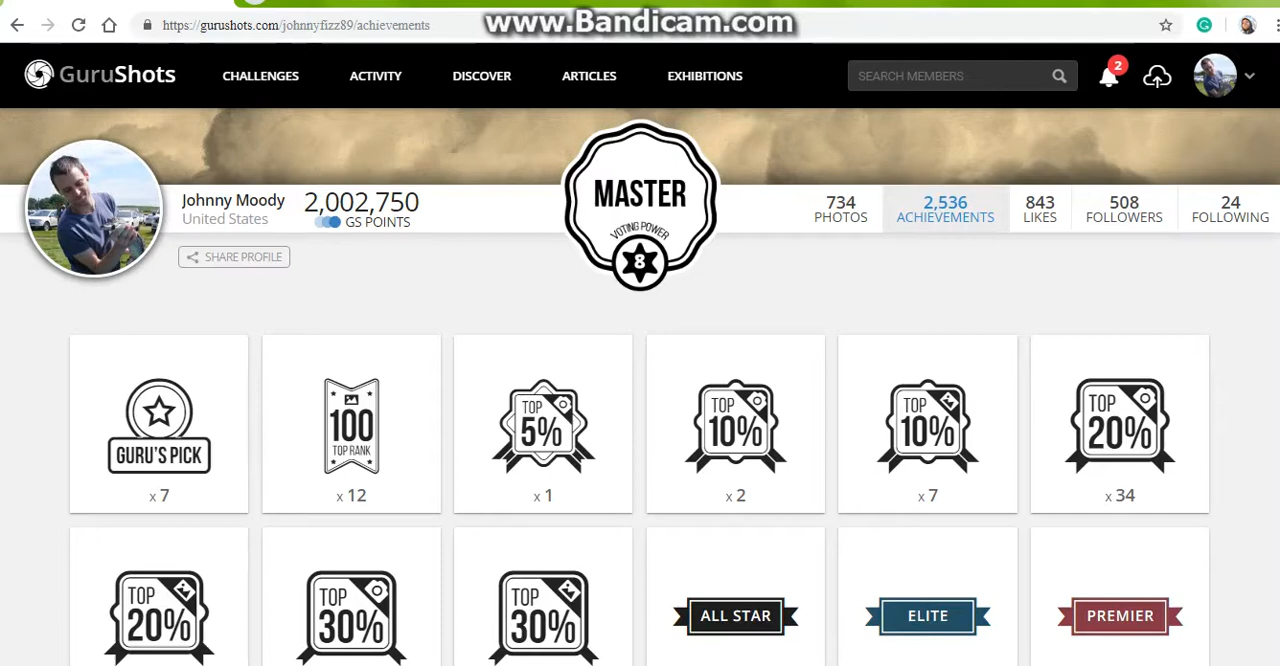 www.Bandicam.com
https://gurushots.com/johnnyfizz89/achievements
GuruShots CHALLENGES ACTIVITY DISCOVER ARTICLES EXHIBITIONS SEARCH MEMBERS 2
MASTER
VOTING POWER
8
Johnny Moody
United States
2,002,750
GS POINTS
734 PHOTOS
2,536 ACHIEVEMENTS
843 LIKES
508 FOLLOWERS
24 FOLLOWING
SHARE PROFILE
GURU'S PICK
x 7
100
TOP RANK
x 12
TOP
5%
x 1
TOP
10%
x 2
TOP
10%
x 7
TOP
20%
x 34
TOP
20%
TOP
30%
TOP
30%
ALL STAR
ELITE
PREMIER